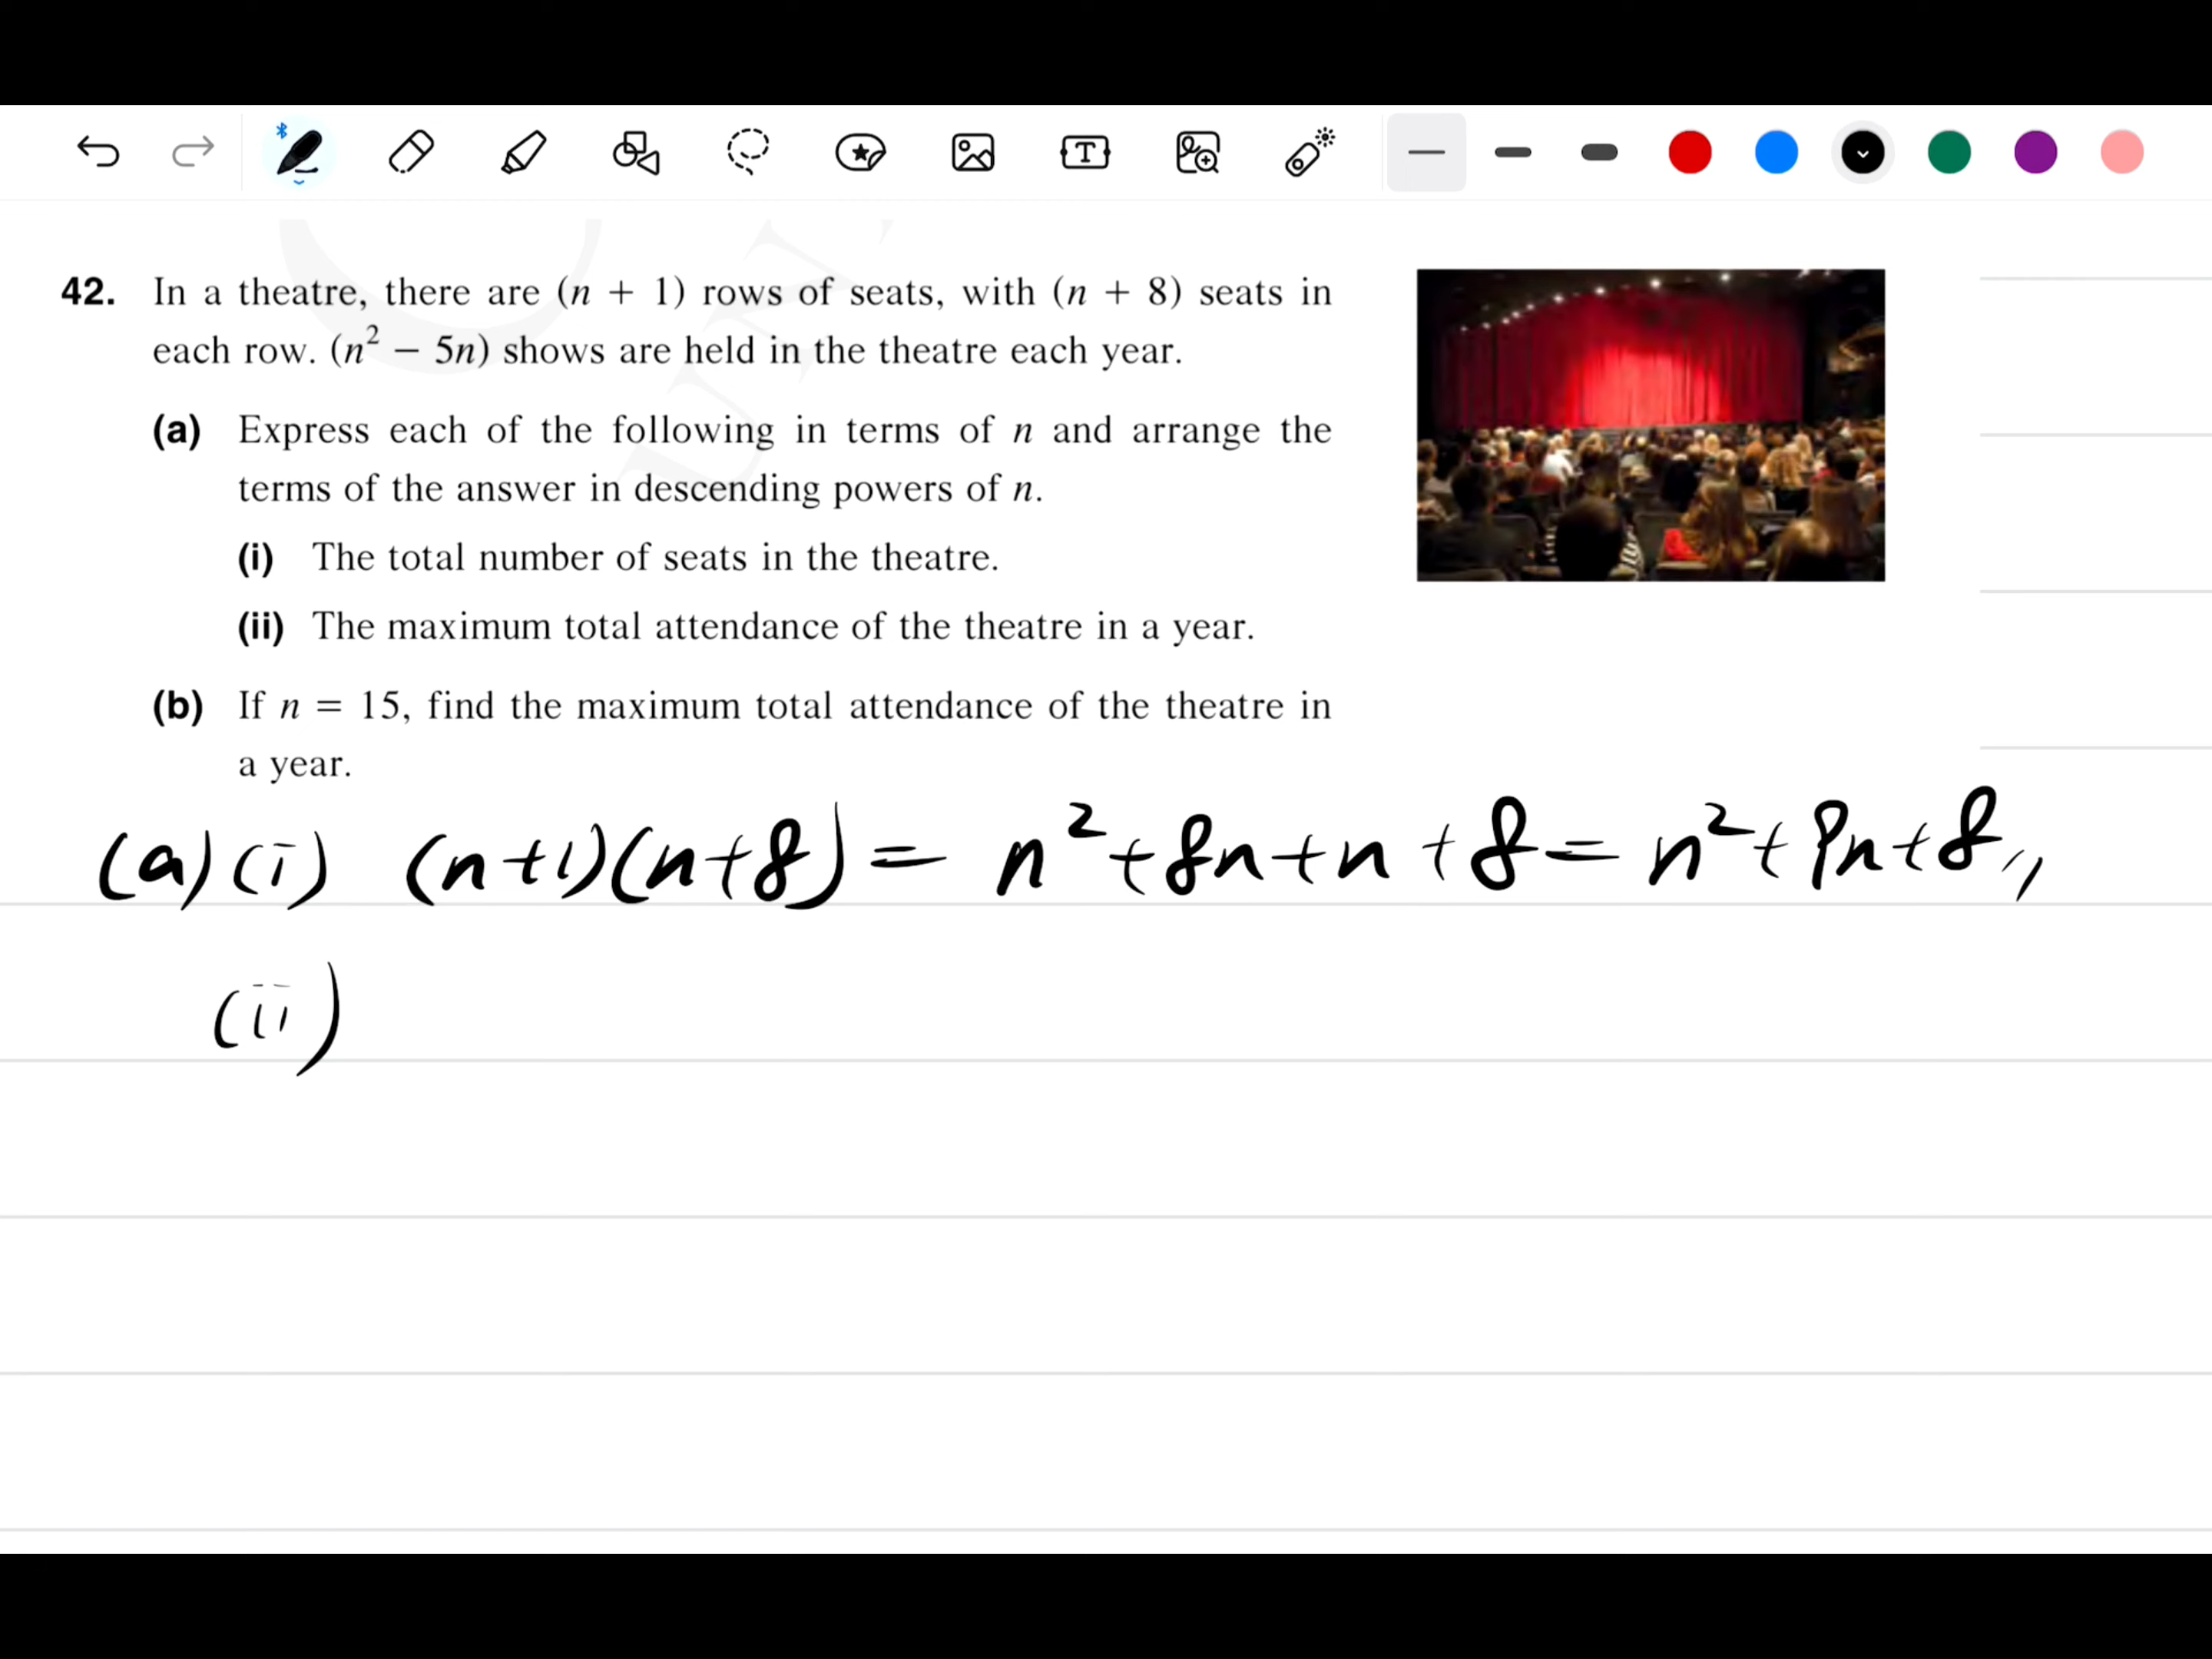 42. In a theatre, there are (n + 1) rows of seats, with (n + 8) seats in
each row. (n² − 5n) shows are held in the theatre each year.
(a) Express each of the following in terms of n and arrange the
terms of the answer in descending powers of n.
(i) The total number of seats in the theatre.
(ii) The maximum total attendance of the theatre in a year.
(b) If n = 15, find the maximum total attendance of the theatre in
a year.
(a) (i) (n+1)(n+8) = n²+8n+n+8 = n²+9n+8,,
(ii)